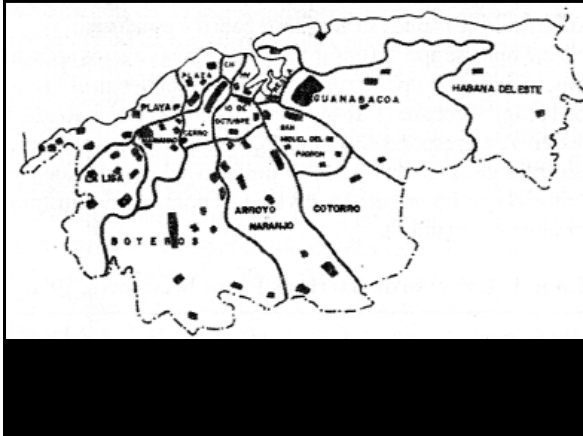 PLAZA
C.H.
H.V.
PLAYA
CERRO
10 DE
OCTUBRE
MARIANAO
LA LISA
SAN
MIGUEL DEL
PADRON
GUANABACOA
HABANA DEL ESTE
ARROYO
NARANJO
COTORRO
BOYEROS